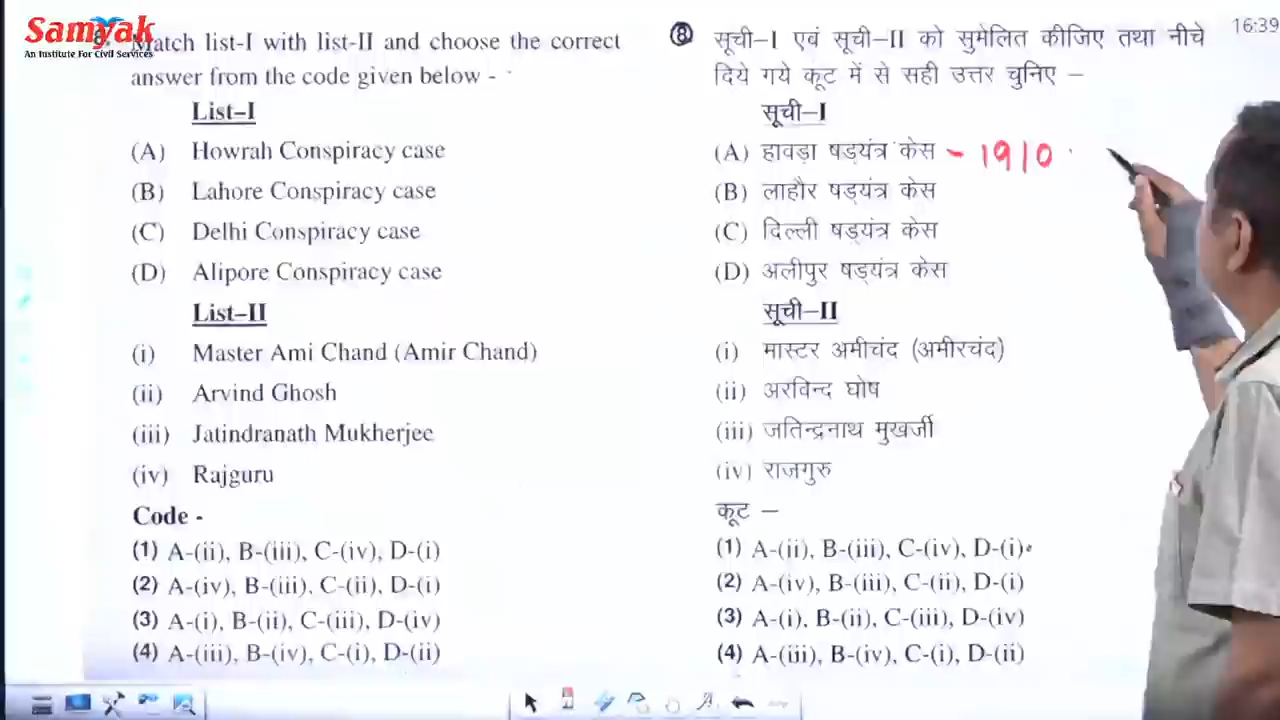 Samyak
An Institute For Civil Services
16:39
Match list-I with list-II and choose the correct
answer from the code given below -
List–I
(A) Howrah Conspiracy case
(B) Lahore Conspiracy case
(C) Delhi Conspiracy case
(D) Alipore Conspiracy case
List–II
(i) Master Ami Chand (Amir Chand)
(ii) Arvind Ghosh
(iii) Jatindranath Mukherjee
(iv) Rajguru
Code -
(1) A-(ii), B-(iii), C-(iv), D-(i)
(2) A-(iv), B-(iii), C-(ii), D-(i)
(3) A-(i), B-(ii), C-(iii), D-(iv)
(4) A-(iii), B-(iv), C-(i), D-(ii)
8 सूची–I एवं सूची–II को सुमेलित कीजिए तथा नीचे
दिये गये कूट में से सही उत्तर चुनिए –
सूची–I
(A) हावड़ा षड़यंत्र केस - 1910
(B) लाहौर षड़यंत्र केस
(C) दिल्ली षड़यंत्र केस
(D) अलीपुर षड़यंत्र केस
सूची–II
(i) मास्टर अमीचंद (अमीरचंद)
(ii) अरविन्द घोष
(iii) जतिन्द्रनाथ मुखर्जी
(iv) राजगुरु
कूट –
(1) A-(ii), B-(iii), C-(iv), D-(i)
(2) A-(iv), B-(iii), C-(ii), D-(i)
(3) A-(i), B-(ii), C-(iii), D-(iv)
(4) A-(iii), B-(iv), C-(i), D-(ii)